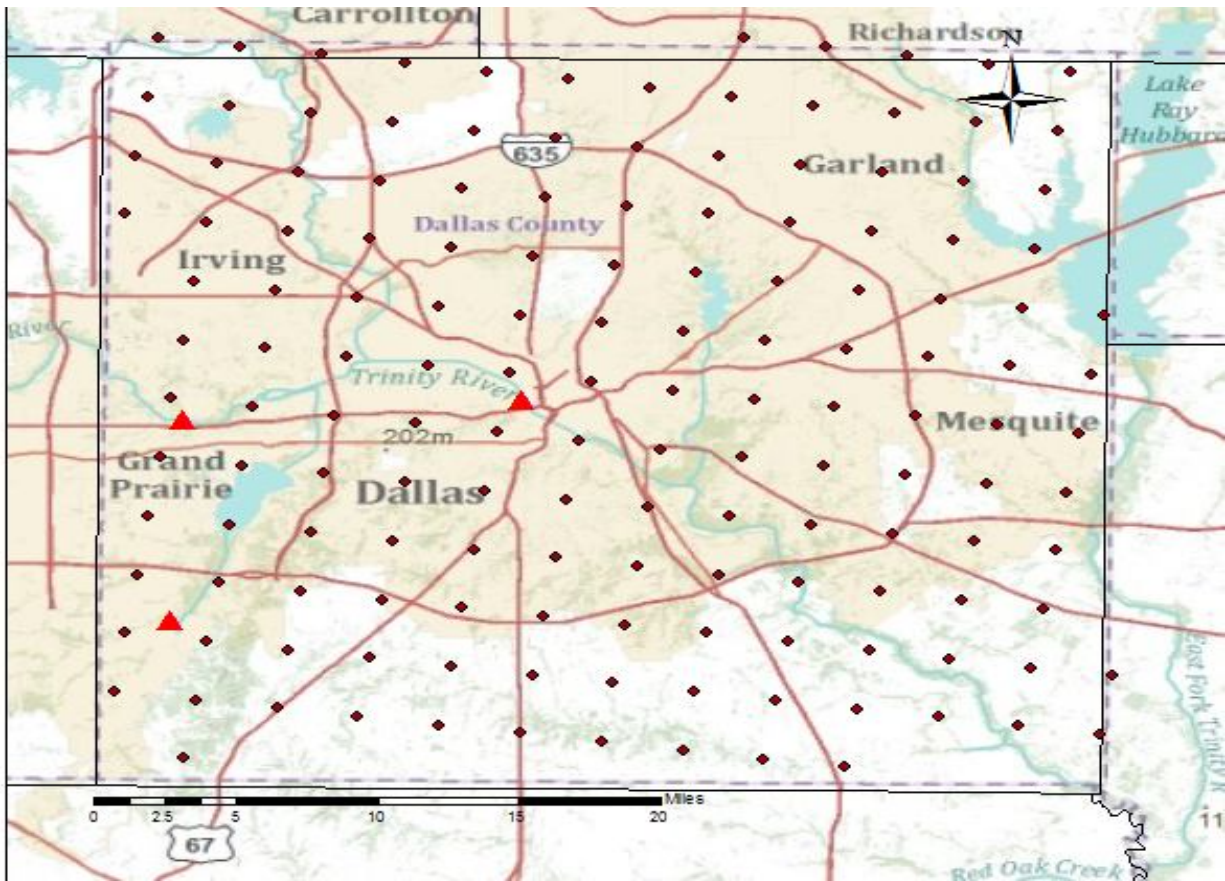 Carrollton
Richardson
N
Lake
Ray
Hubbard
635
Garland
Dallas County
Irving
River
Trinity River
202m
Mesquite
Grand
Prairie
Dallas
East Fork Trinity R
Miles
0 2.5 5 10 15 20
67
11
Red Oak Creek